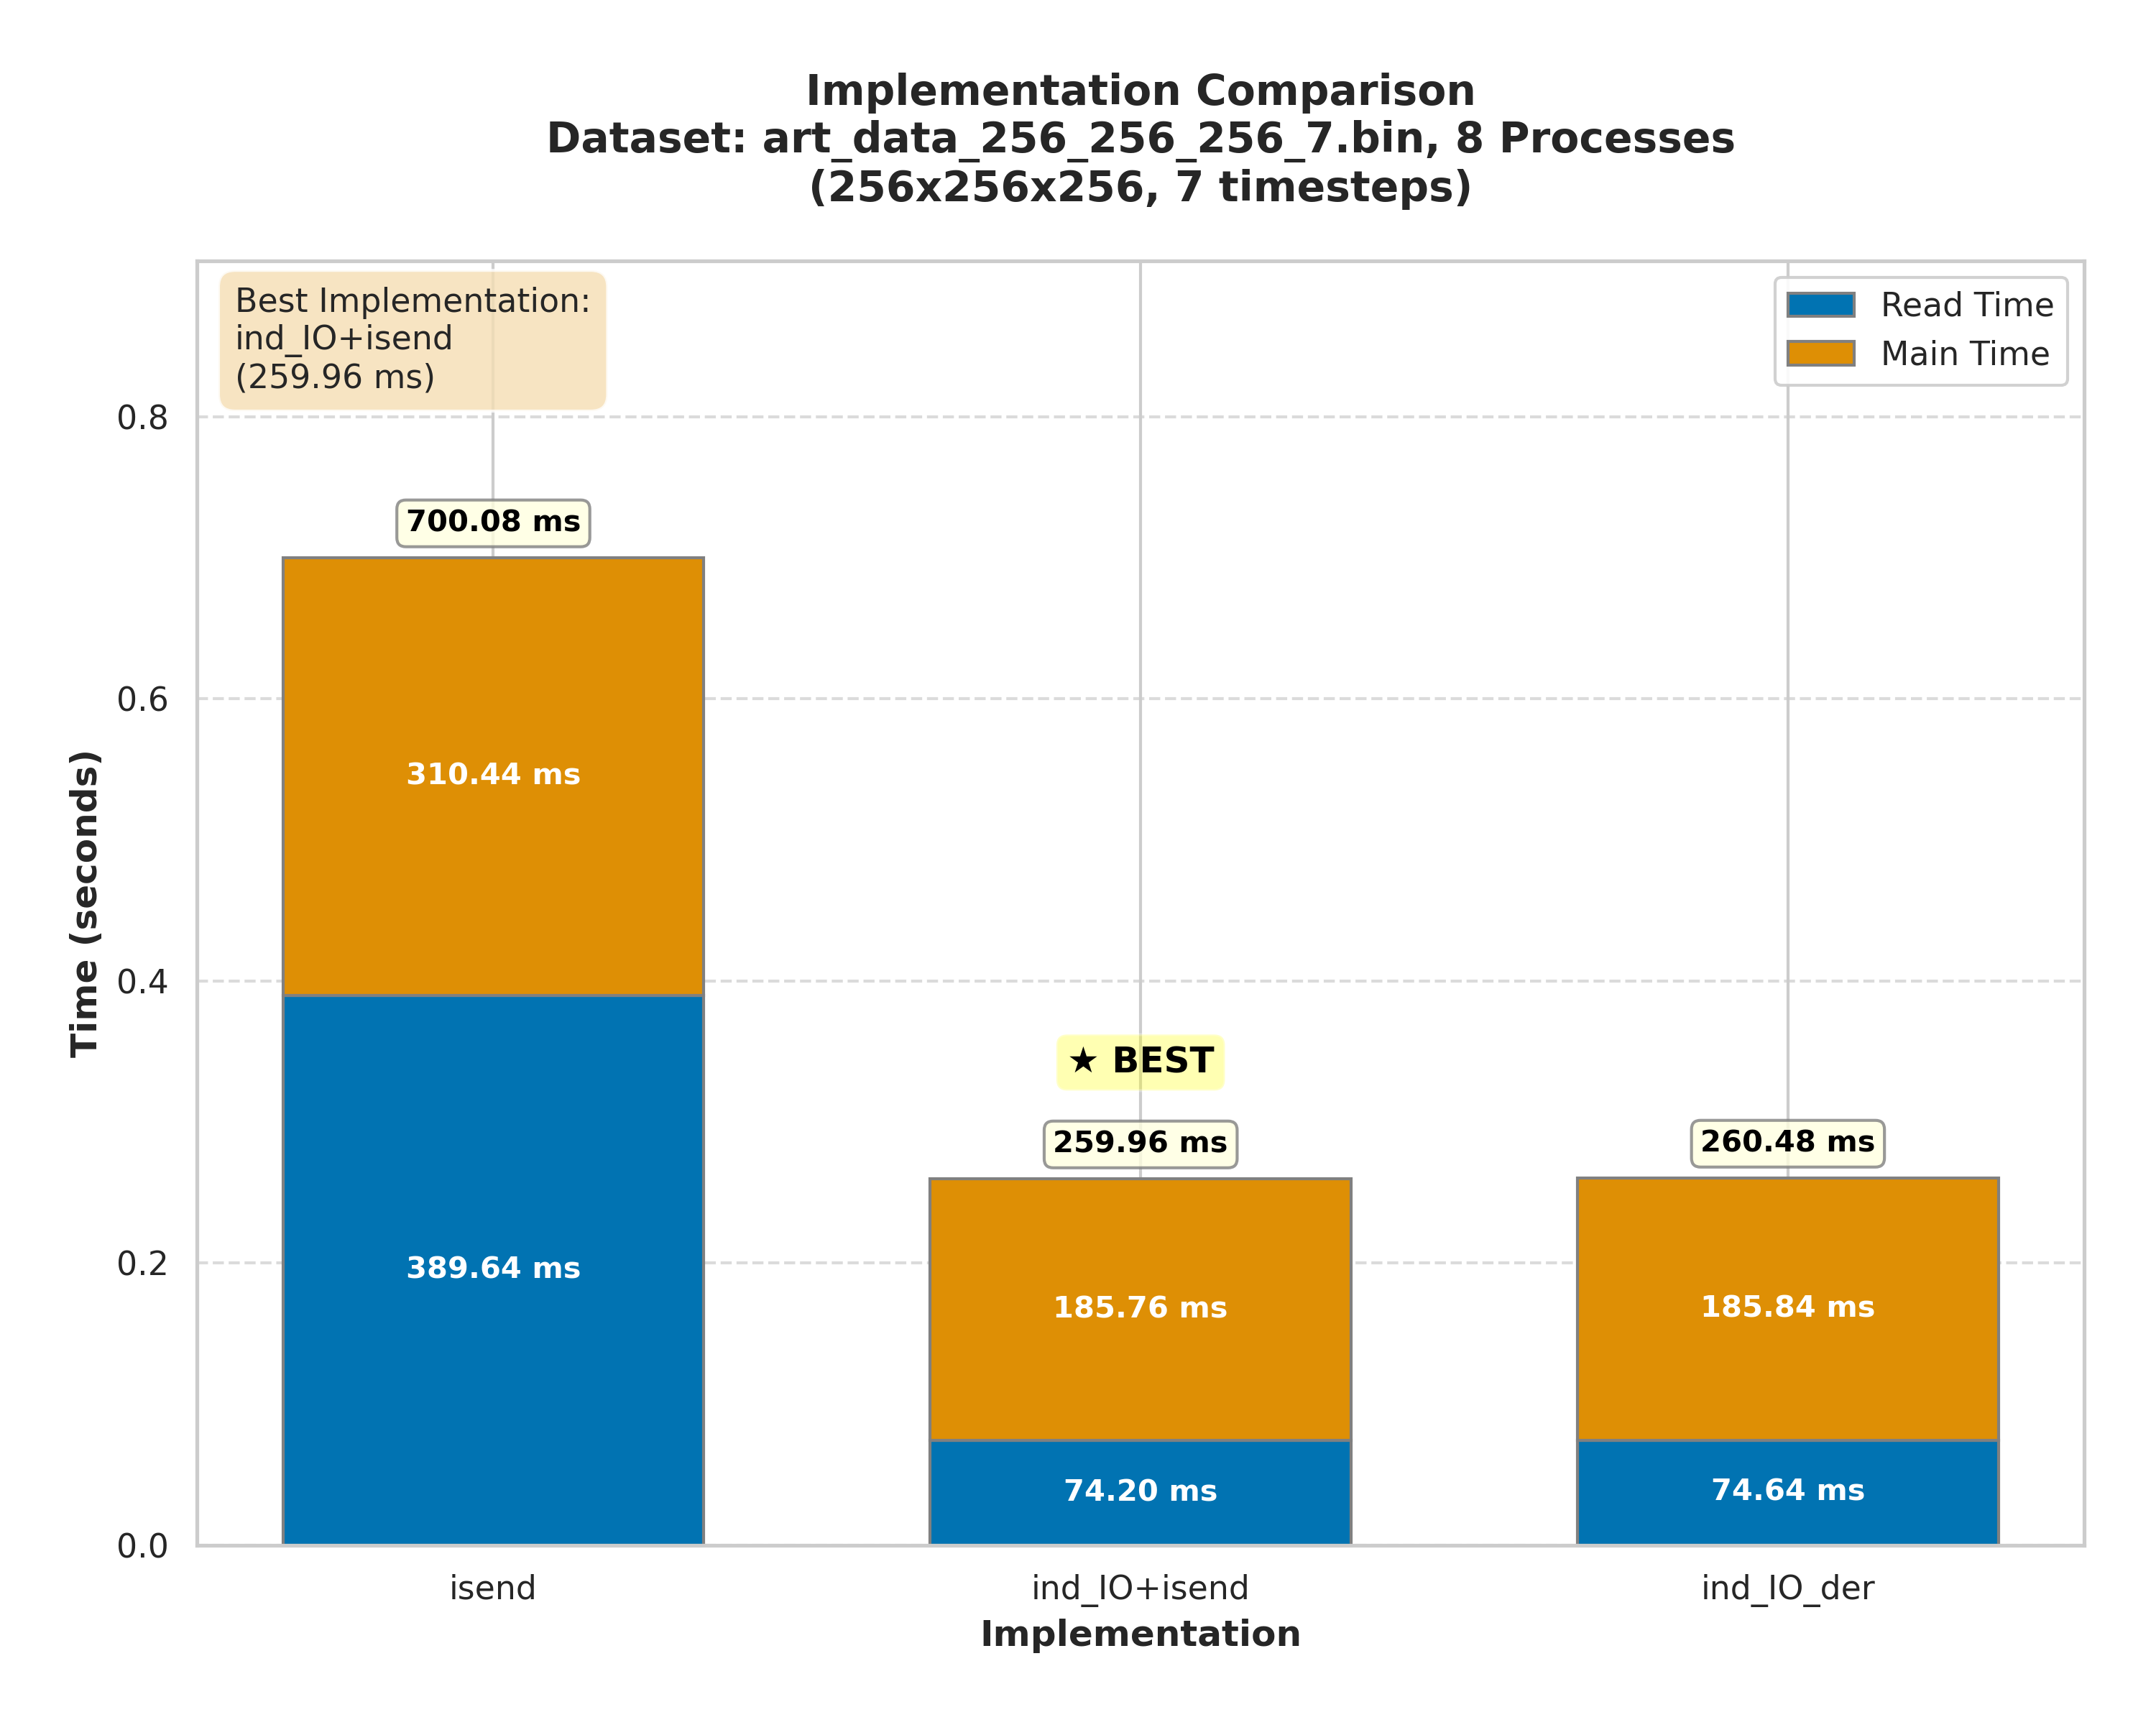 Implementation Comparison
Dataset: art_data_256_256_256_7.bin, 8 Processes
(256x256x256, 7 timesteps)
Best Implementation:
ind_IO+isend
(259.96 ms)
Read Time
Main Time
Time (seconds)
0.8
0.6
0.4
0.2
0.0
700.08 ms
310.44 ms
389.64 ms
★ BEST
259.96 ms
185.76 ms
74.20 ms
260.48 ms
185.84 ms
74.64 ms
isend
ind_IO+isend
ind_IO_der
Implementation